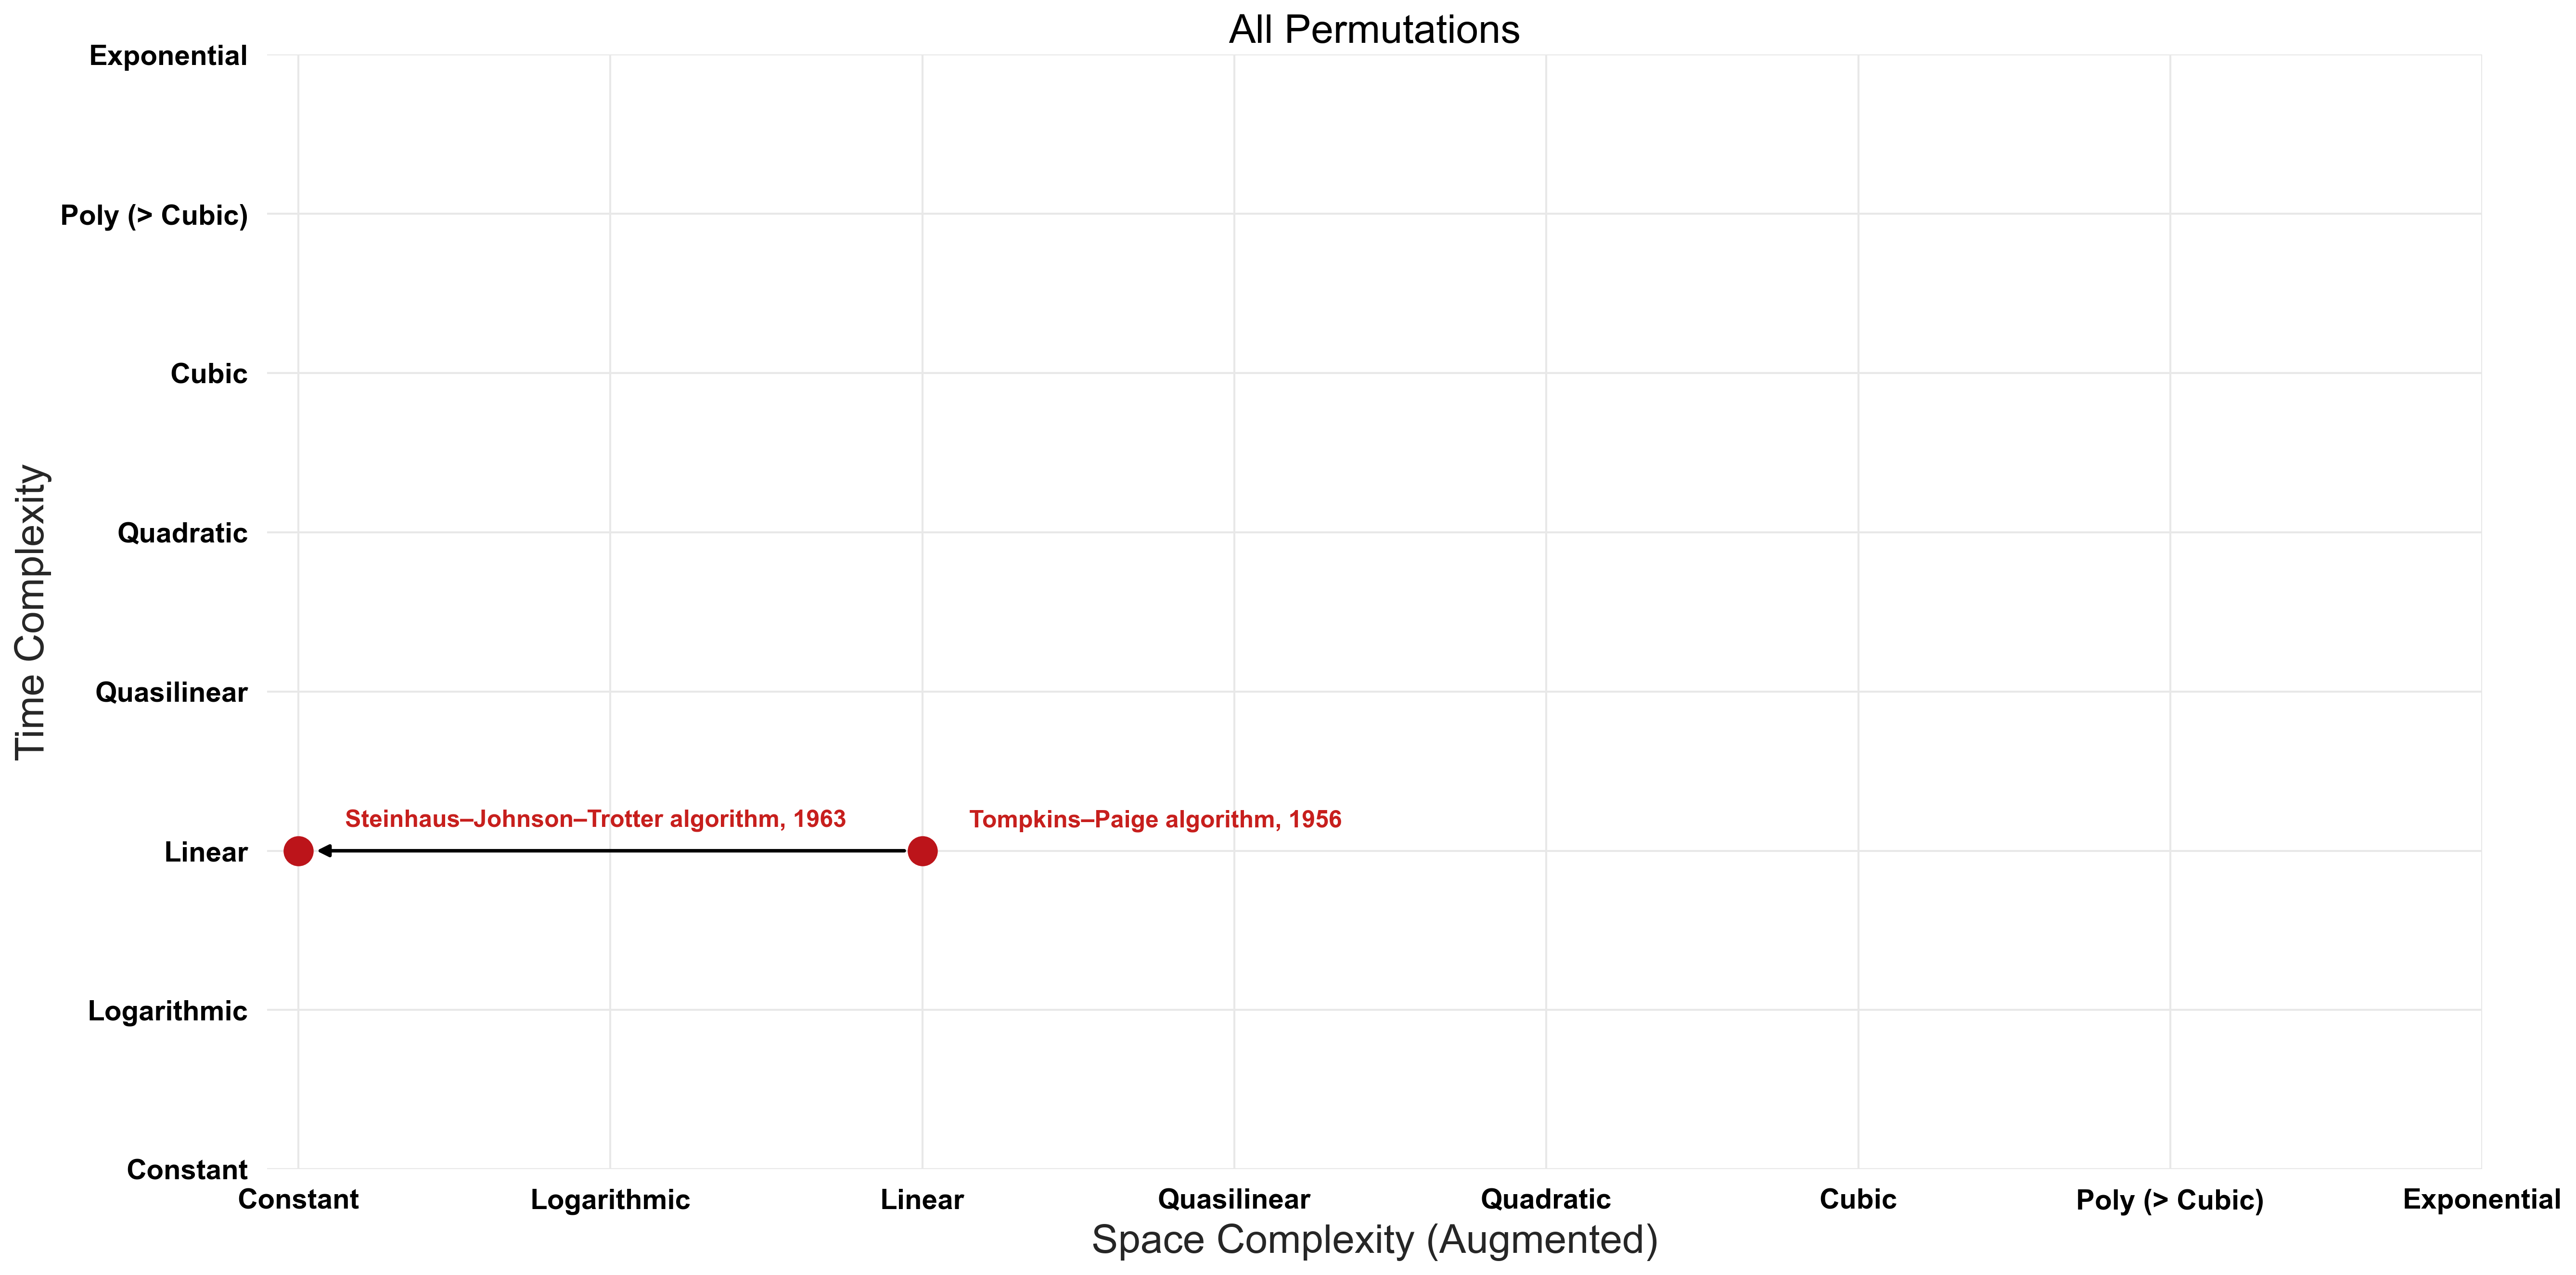 All Permutations
Exponential
Poly (> Cubic)
Cubic
Quadratic
Quasilinear
Linear
Logarithmic
Constant
Time Complexity
Steinhaus–Johnson–Trotter algorithm, 1963
Tompkins–Paige algorithm, 1956
Constant
Logarithmic
Linear
Quasilinear
Quadratic
Cubic
Poly (> Cubic)
Exponential
Space Complexity (Augmented)